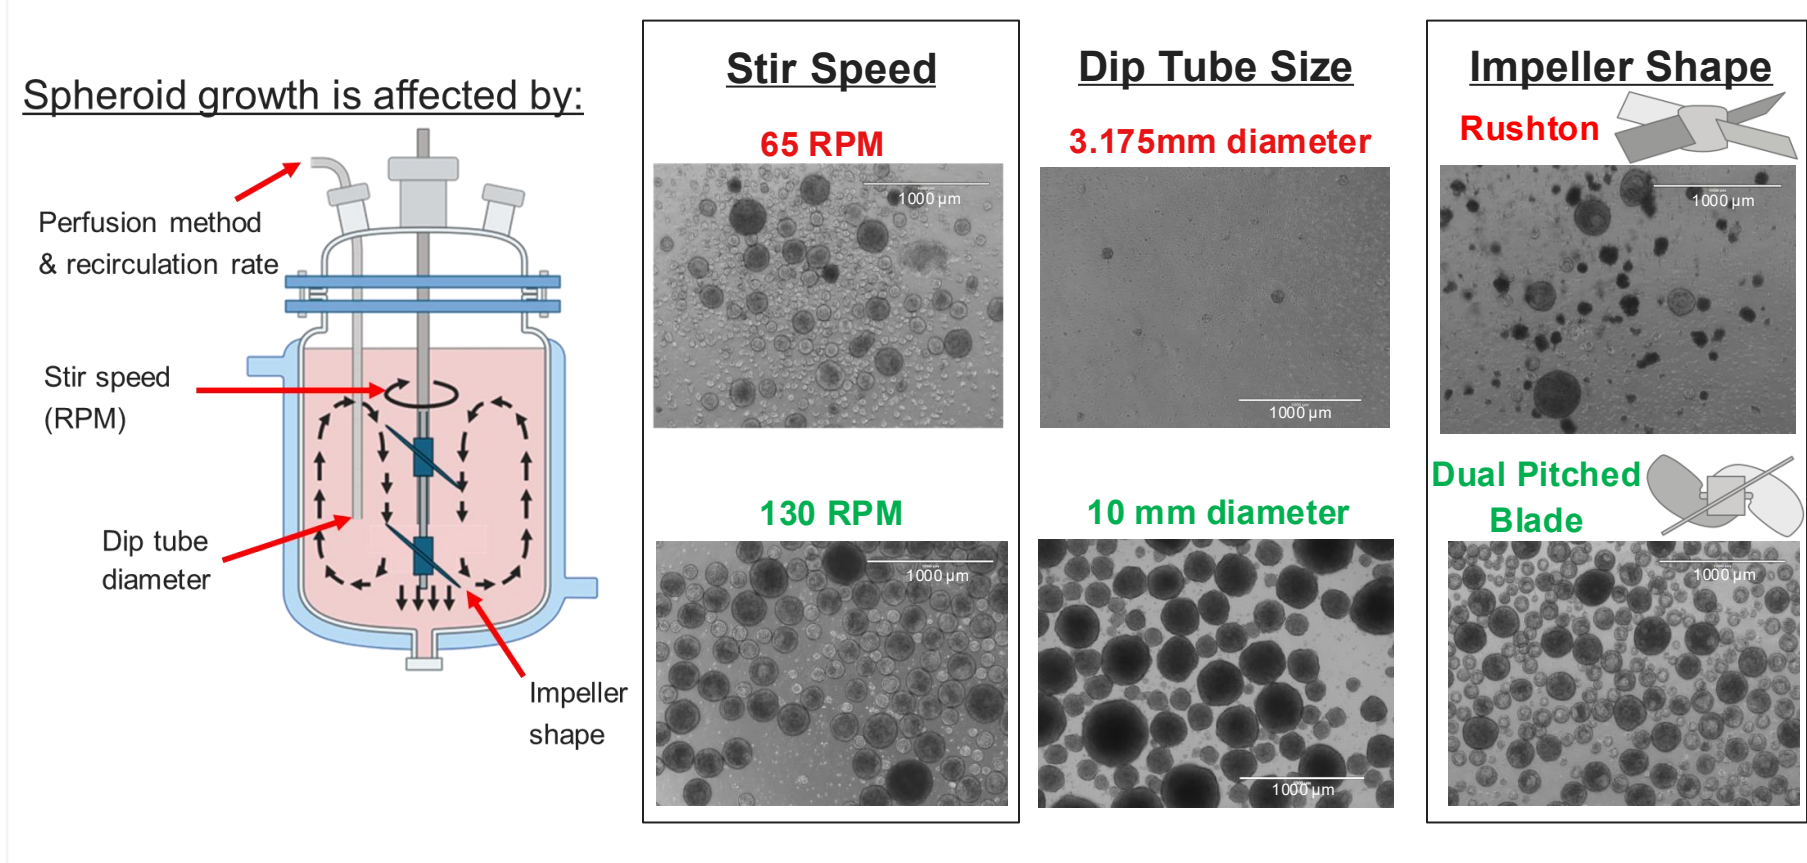 Spheroid growth is affected by:
Perfusion method
& recirculation rate
Stir speed
(RPM)
Dip tube
diameter
Impeller
shape
Stir Speed
65 RPM
1000 µm
130 RPM
1000 µm
Dip Tube Size
3.175mm diameter
1000 µm
10 mm diameter
1000 µm
Impeller Shape
Rushton
1000 µm
Dual Pitched
Blade
1000 µm